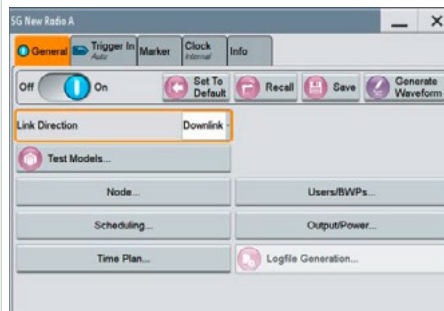 5G New Radio A
General Trigger In Auto Marker Clock Internal Info
Off On Set To Default Recall Save Generate Waveform
Link Direction Downlink
Test Models...
Node... Users/BWPs...
Scheduling... Output/Power...
Time Plan... Logfile Generation...